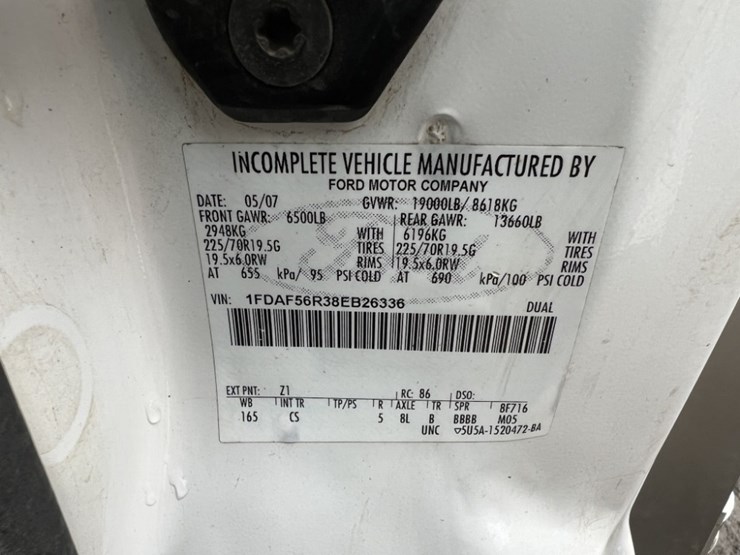 INCOMPLETE VEHICLE MANUFACTURED BY
FORD MOTOR COMPANY
DATE: 05/07 GVWR: 19000LB/ 8618KG
FRONT GAWR: 6500LB REAR GAWR: 13660LB
2948KG WITH 6196KG WITH
225/70R19.5G TIRES 225/70R19.5G TIRES
19.5x6.0RW RIMS 19.5x6.0RW RIMS
AT 655 kPa/ 95 PSI COLD AT 690 kPa/100 PSI COLD
VIN: 1FDAF56R38EB26336 DUAL
EXT PNT: Z1 RC: 86 DSO:
WB INT TR TP/PS R AXLE TR SPR 8F716
165 CS 5 8L B BBBB M05
UNC ▽5U5A-1520472-BA